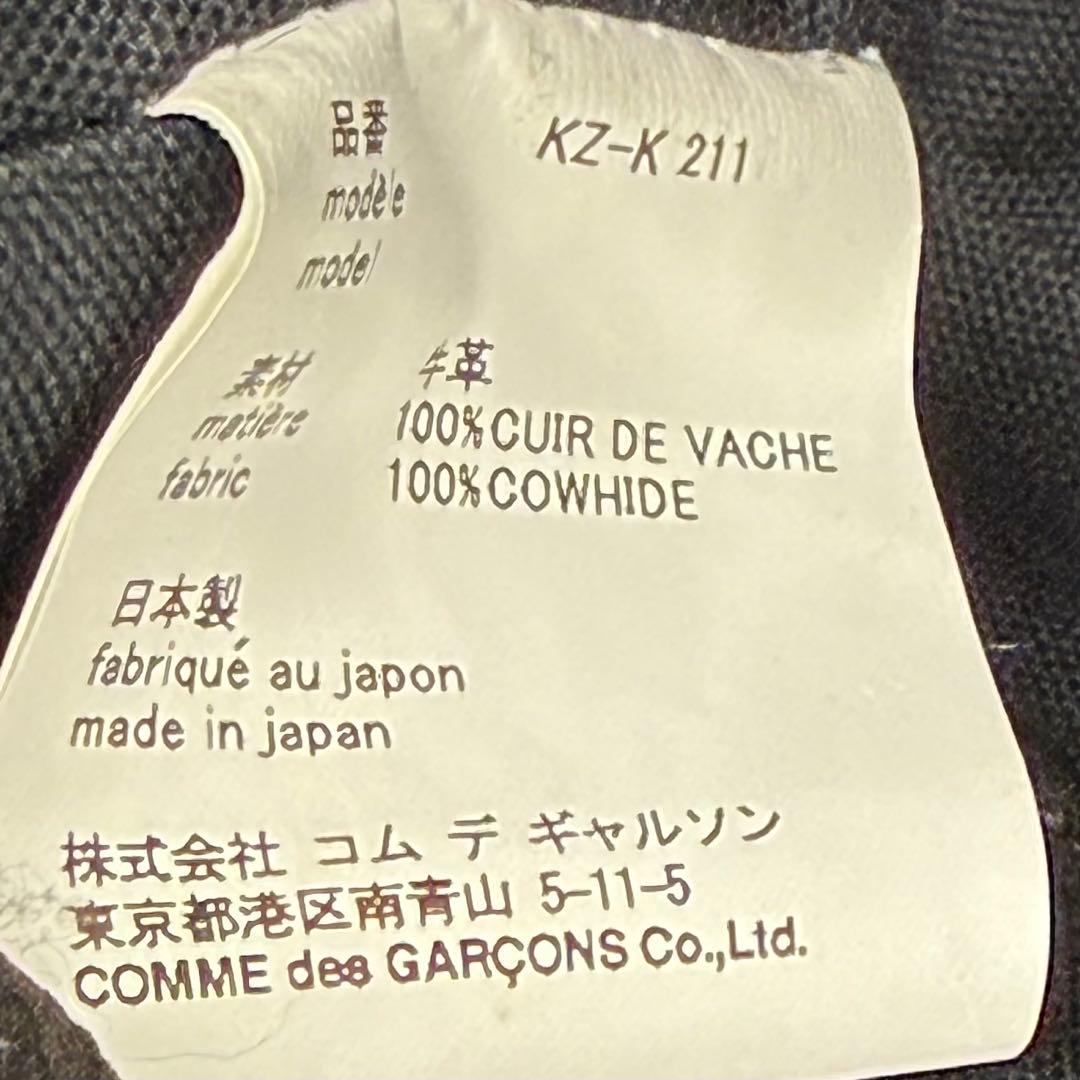 品番 KZ-K 211
modèle
model
素材 牛革
matière 100%CUIR DE VACHE
fabric 100%COWHIDE
日本製
fabriqué au japon
made in japan
株式会社 コム デ ギャルソン
東京都港区南青山 5-11-5
COMME des GARÇONS Co.,Ltd.